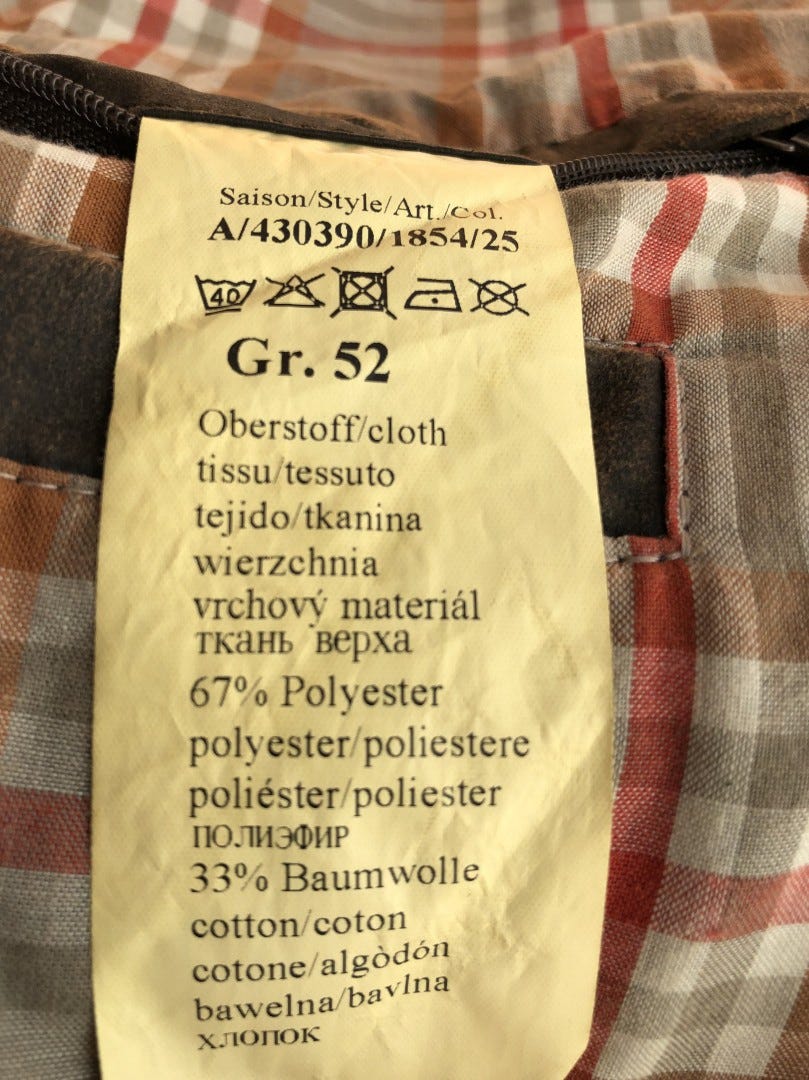 Saison/Style/Art./Col.
A/430390/1854/25
40
Gr. 52
Oberstoff/cloth
tissu/tessuto
tejido/tkanina
wierzchnia
vrchový materiál
ткань верха
67% Polyester
polyester/poliestere
poliéster/poliester
ПОЛИЭФИР
33% Baumwolle
cotton/coton
cotone/algòdón
bawelna/bavlna
хлопок